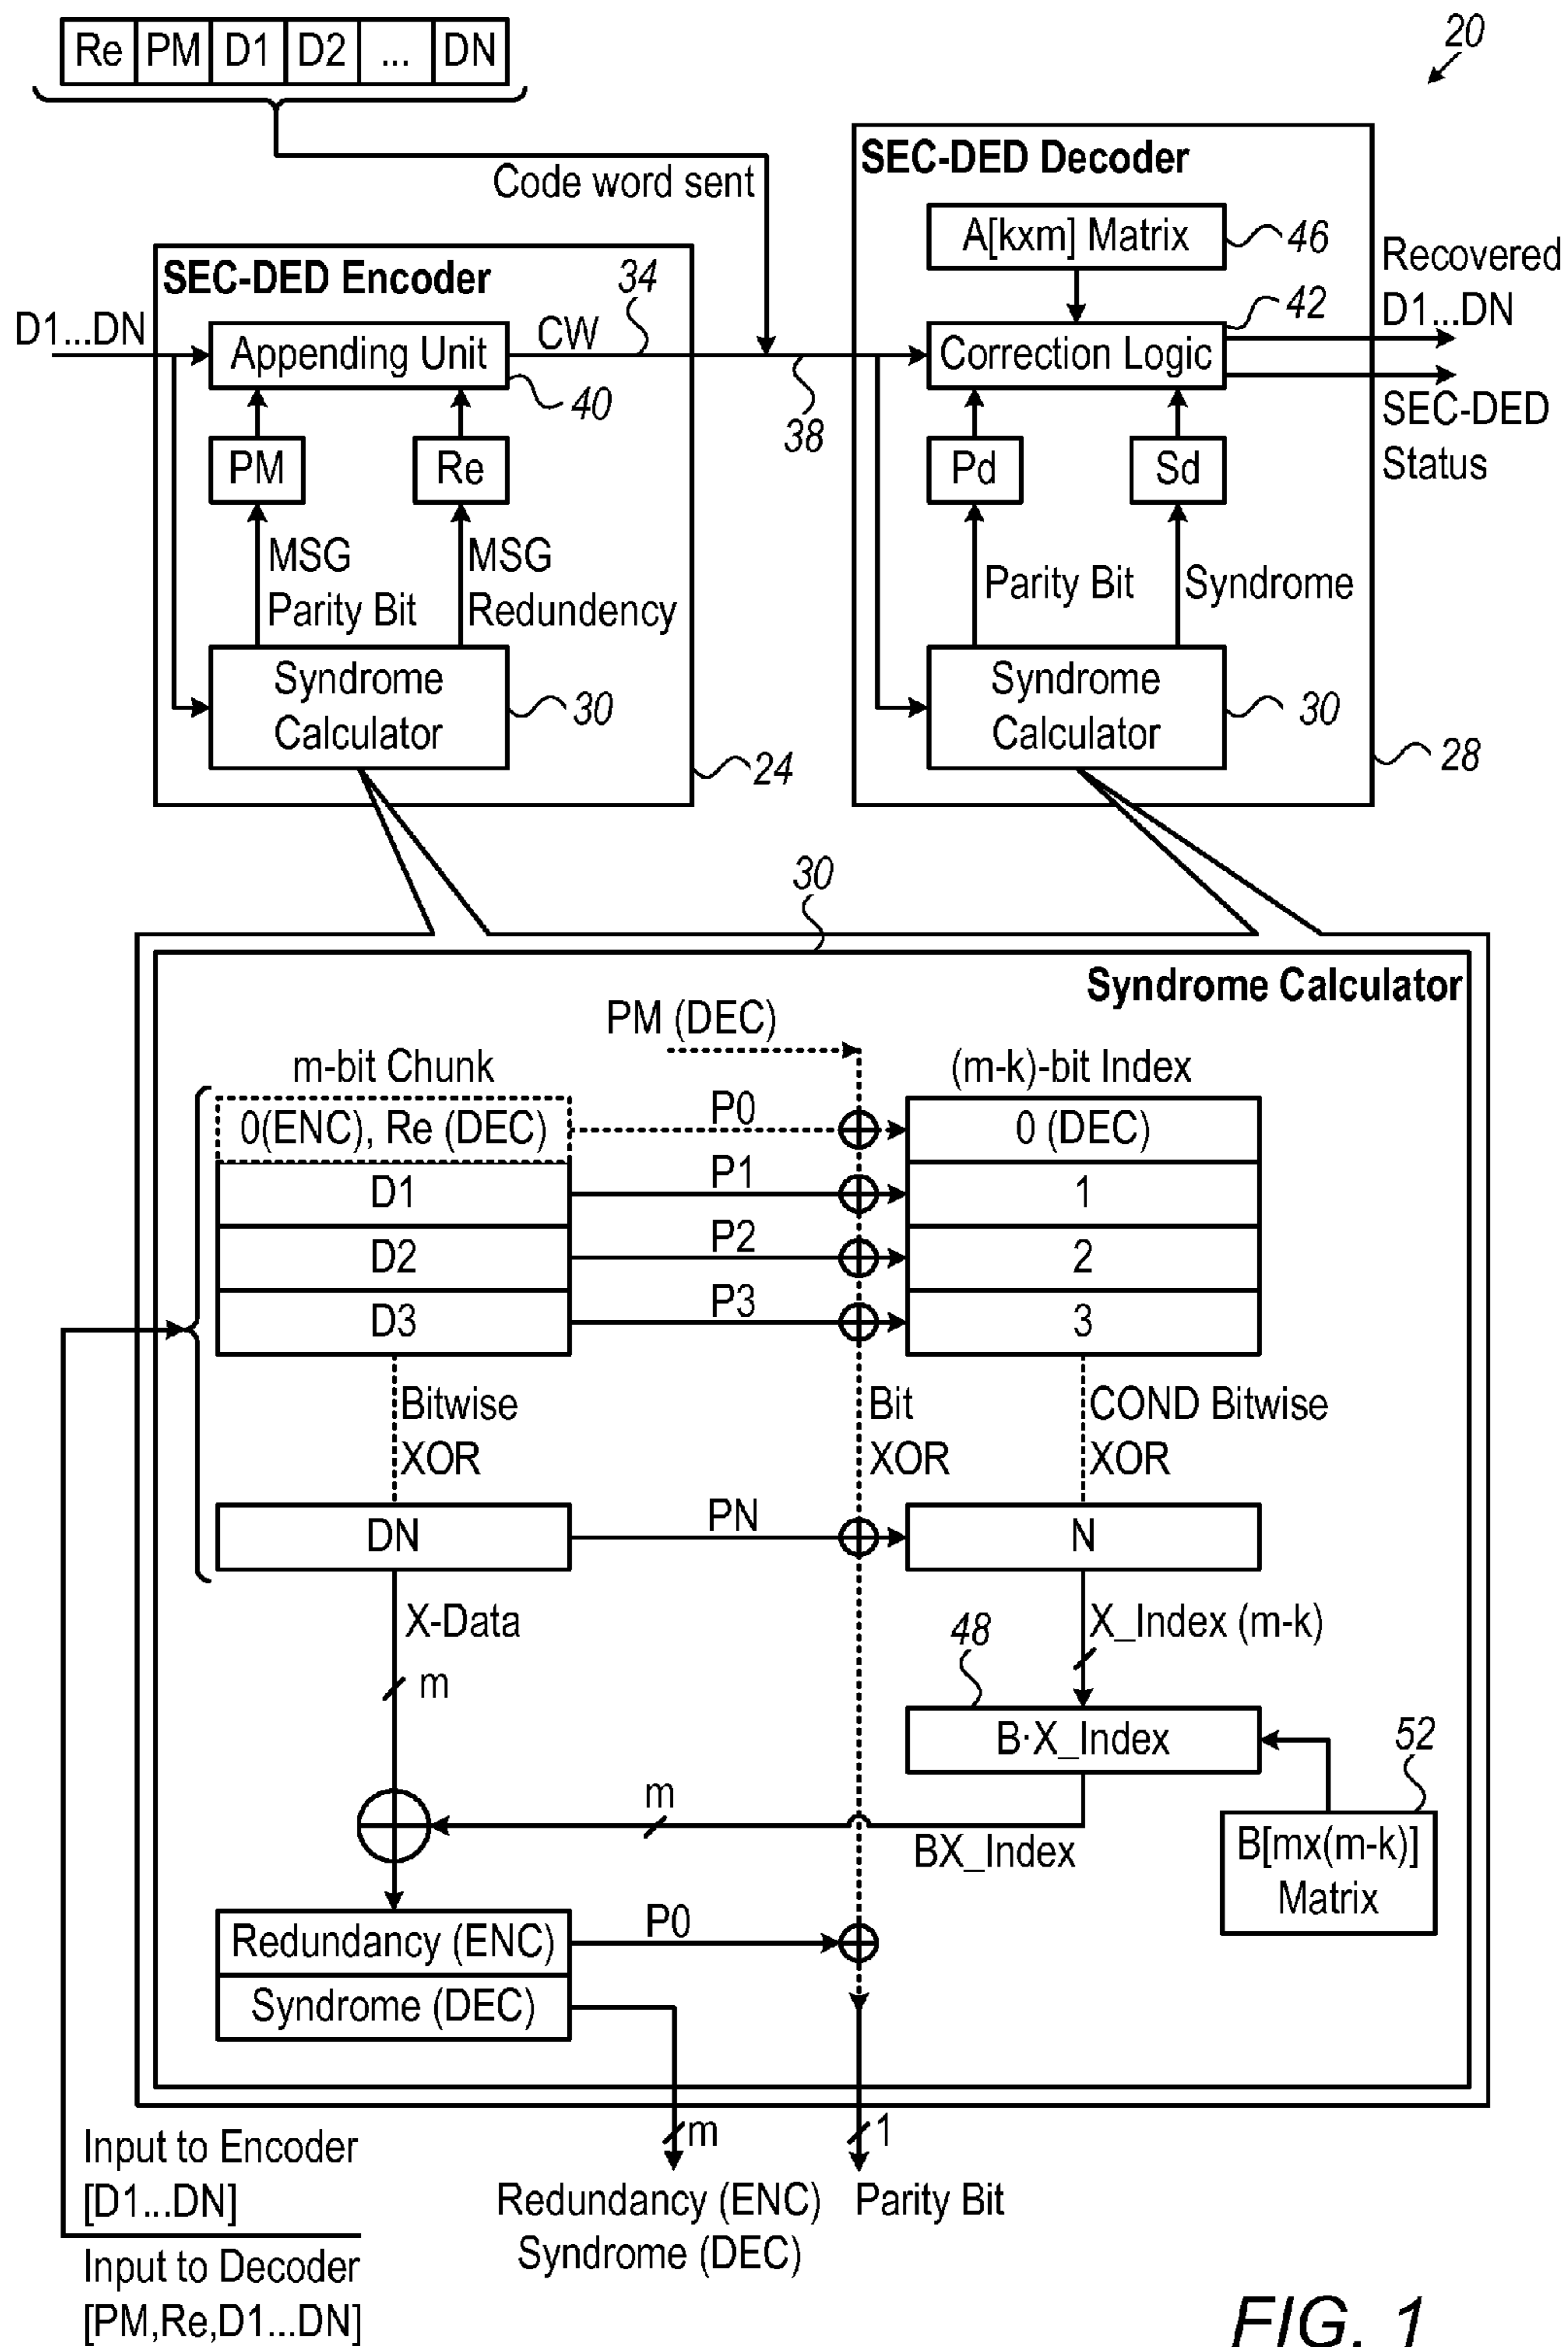 Re PM D1 D2 ... DN
20
Code word sent
SEC-DED Encoder
D1...DN
Appending Unit
CW
34
40
38
PM
Re
MSG
Parity Bit
MSG
Redundency
Syndrome
Calculator
30
24
SEC-DED Decoder
A[kxm] Matrix
46
42
Correction Logic
Recovered
D1...DN
SEC-DED
Status
Pd
Sd
Parity Bit
Syndrome
Syndrome
Calculator
30
28
30
Syndrome Calculator
PM (DEC)
m-bit Chunk
(m-k)-bit Index
0(ENC), Re (DEC)
P0
0 (DEC)
D1
P1
1
D2
P2
2
D3
P3
3
Bitwise
XOR
Bit
XOR
COND Bitwise
XOR
DN
PN
N
X-Data
m
X_Index (m-k)
48
B·X_Index
52
B[mx(m-k)]
Matrix
m
BX_Index
Redundancy (ENC)
P0
Syndrome (DEC)
m
1
Redundancy (ENC)
Syndrome (DEC)
Parity Bit
Input to Encoder
[D1...DN]
Input to Decoder
[PM,Re,D1...DN]
FIG. 1